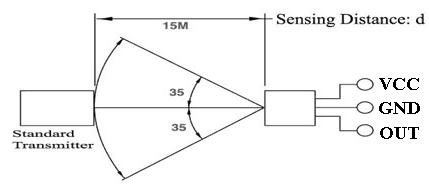 15M
Sensing Distance: d
35
35
VCC
GND
OUT
Standard
Transmitter